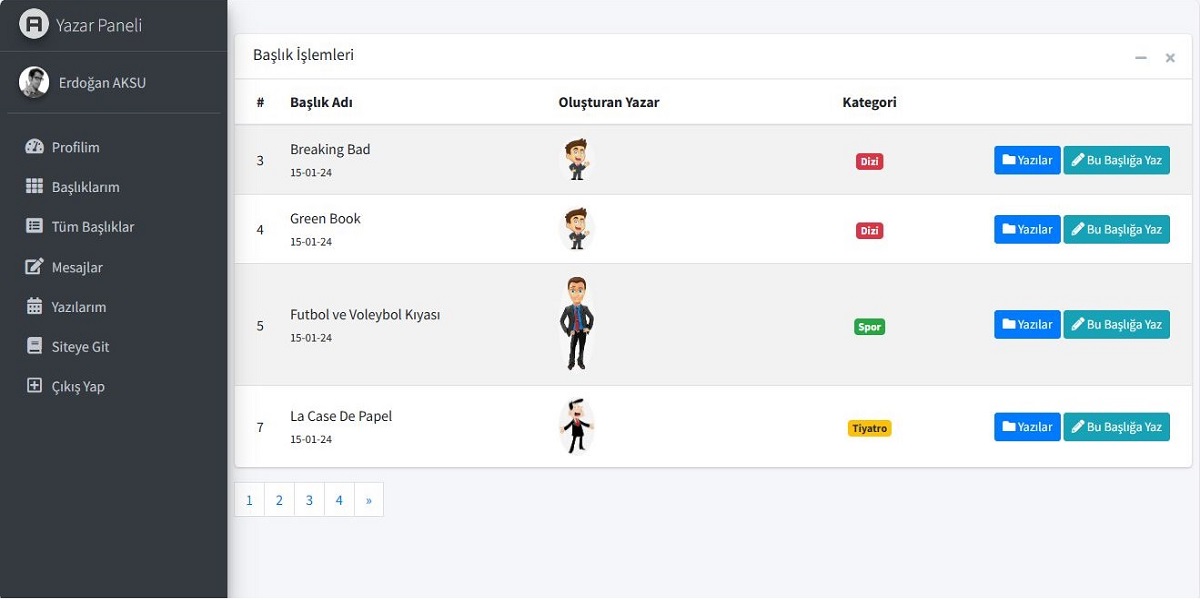 Yazar Paneli
Erdoğan AKSU
Profilim
Başlıklarım
Tüm Başlıklar
Mesajlar
Yazılarım
Siteye Git
Çıkış Yap
Başlık İşlemleri
# Başlık Adı Oluşturan Yazar Kategori
3 Breaking Bad Dizi Yazılar Bu Başlığa Yaz
15-01-24
4 Green Book Dizi Yazılar Bu Başlığa Yaz
15-01-24
5 Futbol ve Voleybol Kıyası Spor Yazılar Bu Başlığa Yaz
15-01-24
7 La Case De Papel Tiyatro Yazılar Bu Başlığa Yaz
15-01-24
1 2 3 4 »